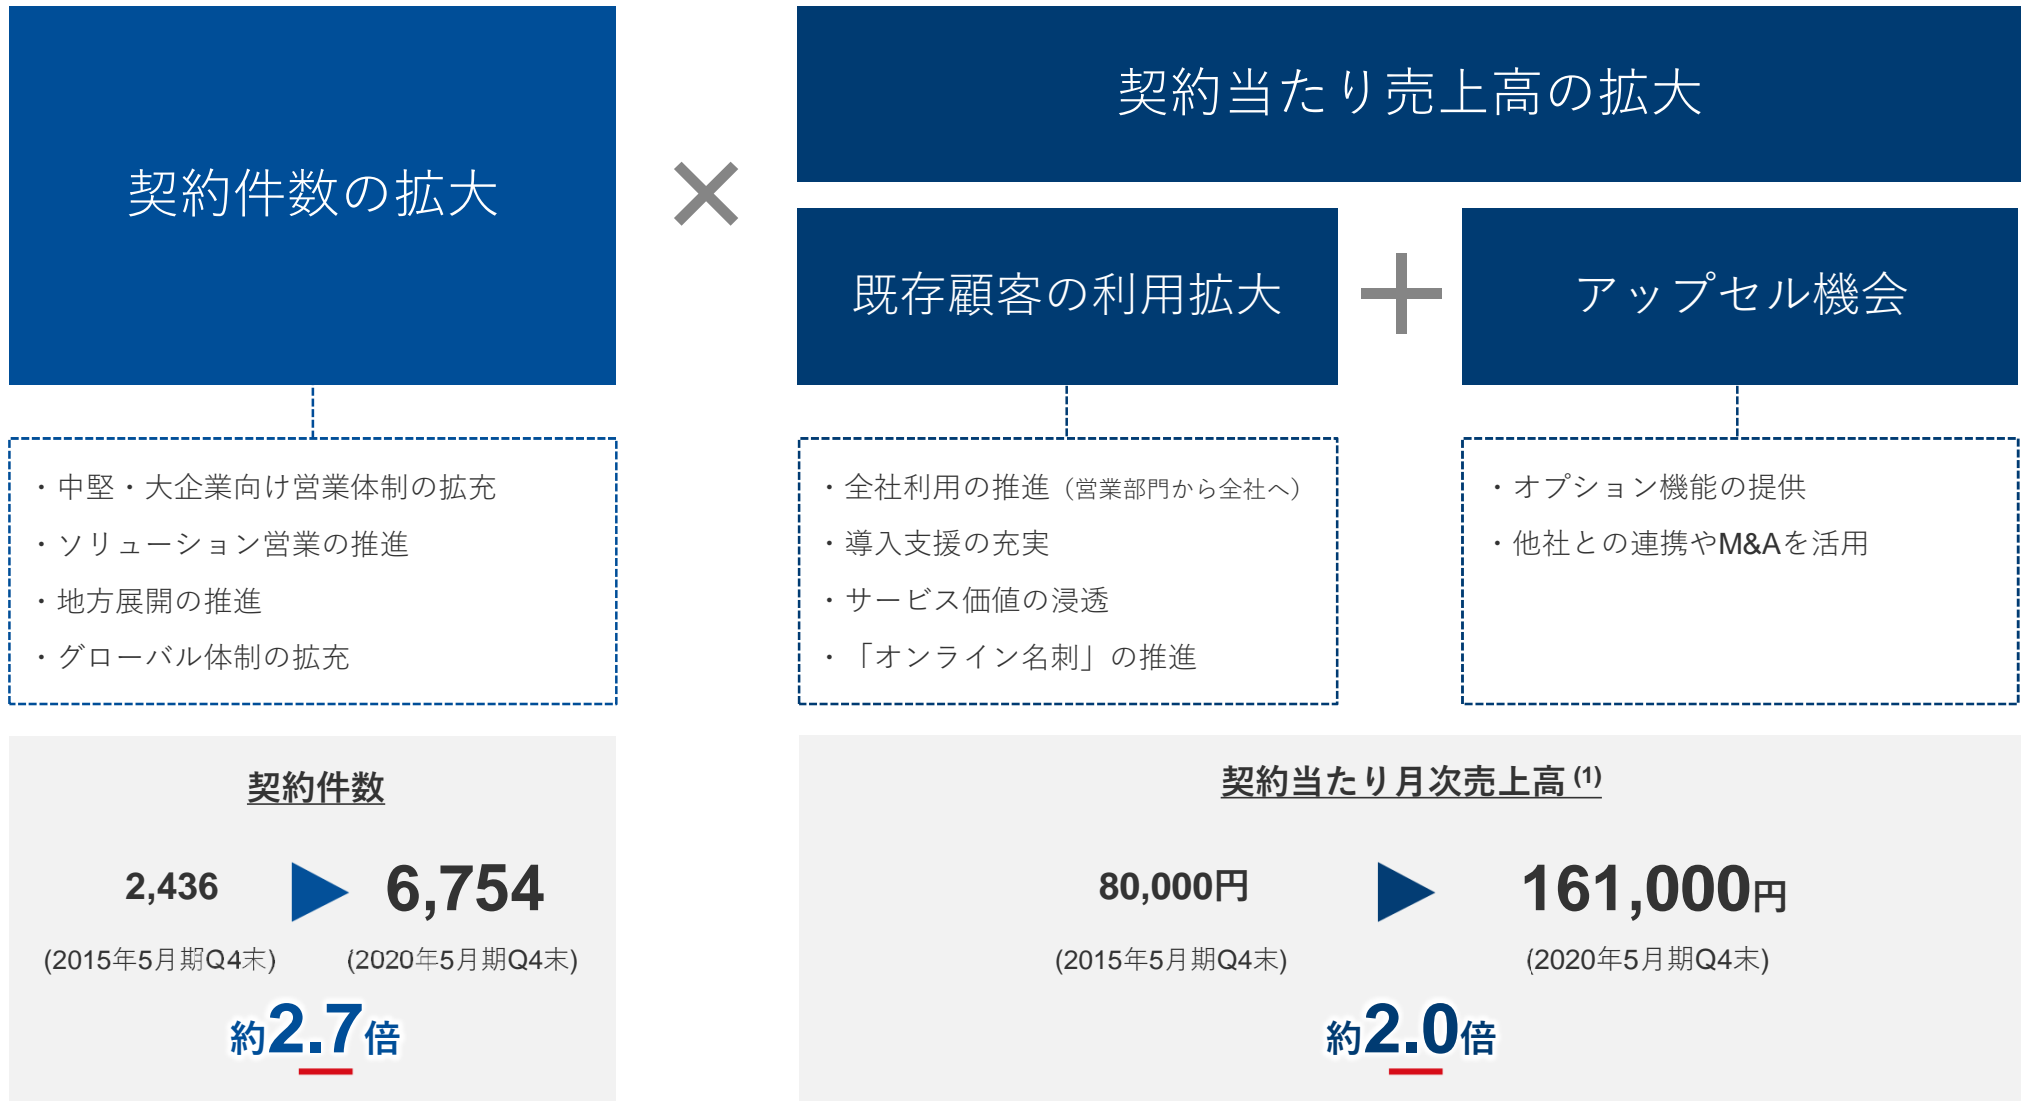 契約件数の拡大
×
契約当たり売上高の拡大
既存顧客の利用拡大
+
アップセル機会
・中堅・大企業向け営業体制の拡充
・ソリューション営業の推進
・地方展開の推進
・グローバル体制の拡充
・全社利用の推進（営業部門から全社へ）
・導入支援の充実
・サービス価値の浸透
・「オンライン名刺」の推進
・オプション機能の提供
・他社との連携やM&Aを活用
契約件数
2,436 6,754
(2015年5月期Q4末) (2020年5月期Q4末)
約2.7倍
契約当たり月次売上高(1)
80,000円 161,000円
(2015年5月期Q4末) (2020年5月期Q4末)
約2.0倍